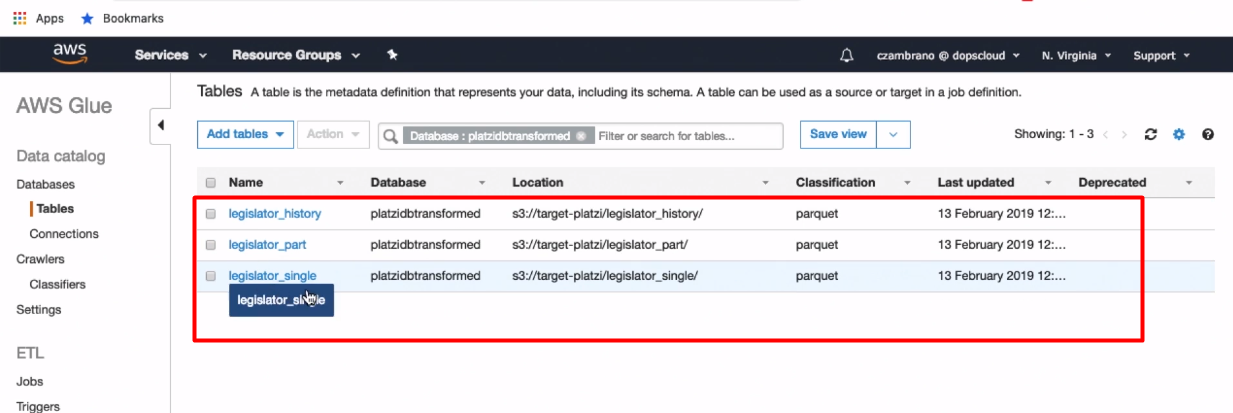 Apps Bookmarks
aws Services Resource Groups czambrano @ dopscloud N. Virginia Support
AWS Glue
Data catalog
Databases
Tables
Connections
Crawlers
Classifiers
Settings
ETL
Jobs
Triggers
Tables A table is the metadata definition that represents your data, including its schema. A table can be used as a source or target in a job definition.
Add tables Action Database : platzidbtransformed Filter or search for tables... Save view Showing: 1 - 3
Name Database Location Classification Last updated Deprecated
legislator_history platzidbtransformed s3://target-platzi/legislator_history/ parquet 13 February 2019 12:...
legislator_part platzidbtransformed s3://target-platzi/legislator_part/ parquet 13 February 2019 12:...
legislator_single platzidbtransformed s3://target-platzi/legislator_single/ parquet 13 February 2019 12:...
legislator_single